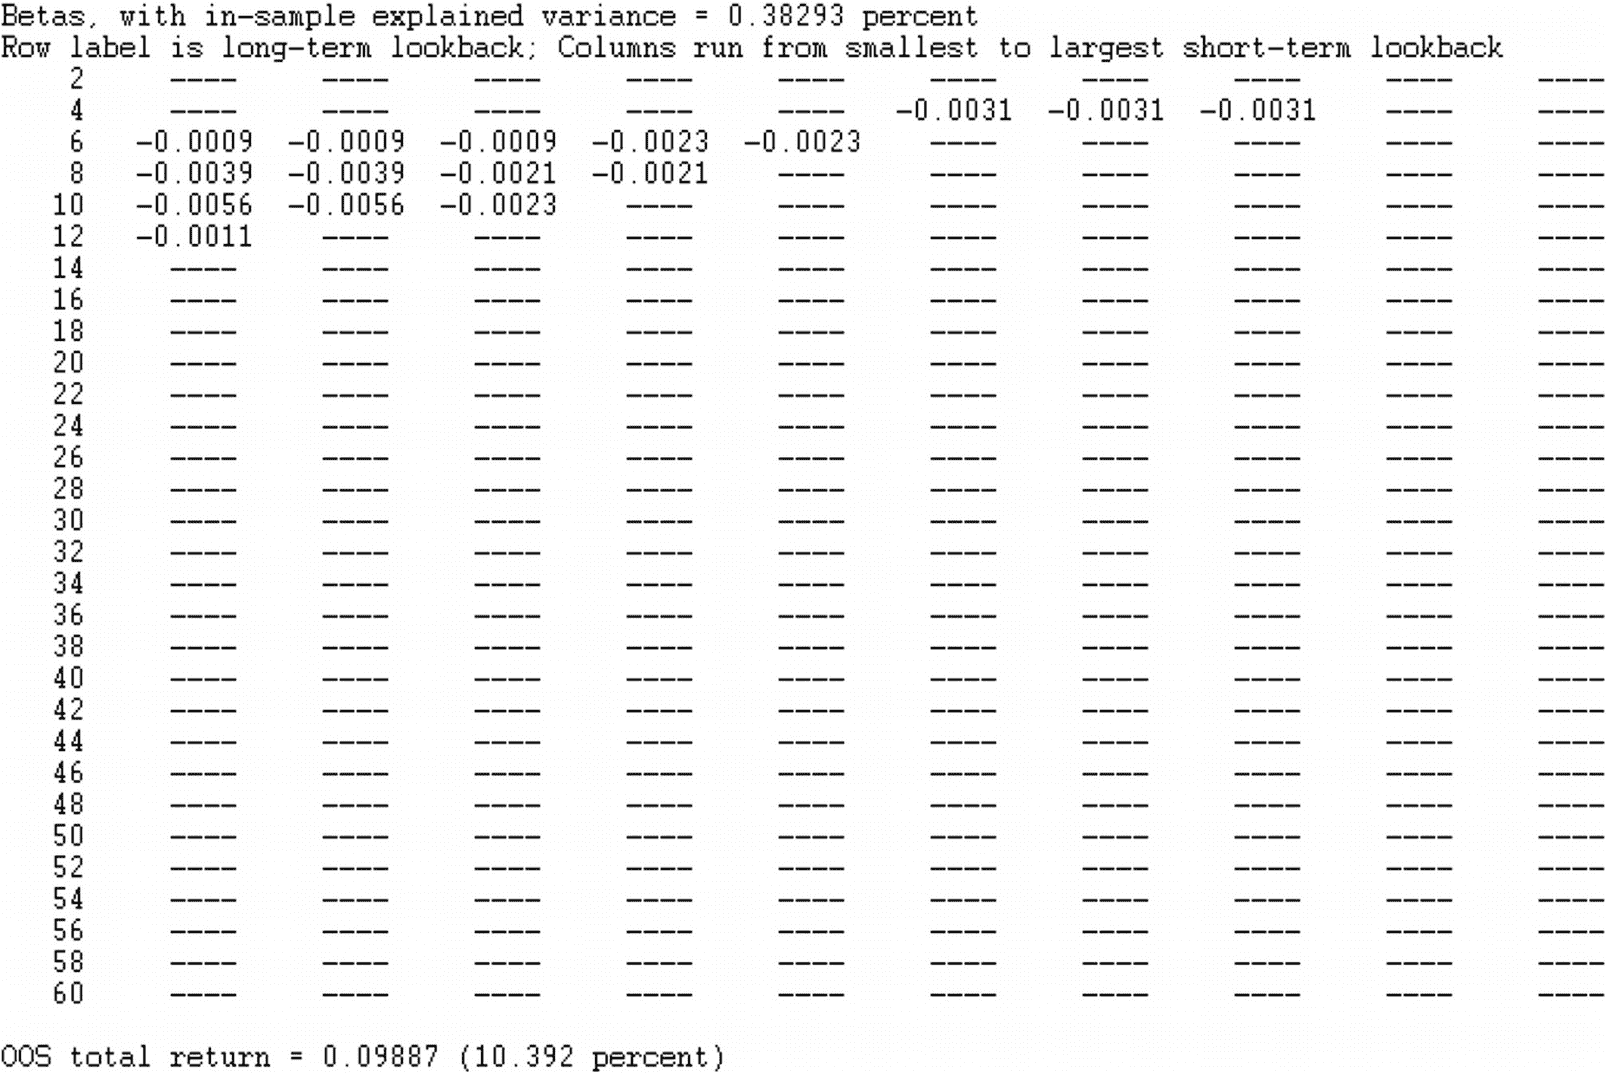 Betas, with in-sample explained variance = 0.38293 percent
Row label is long-term lookback; Columns run from smallest to largest short-term lookback
2 ---- ---- ---- ---- ---- ---- ---- ---- ---- ----
4 ---- ---- ---- ---- ---- -0.0031 -0.0031 -0.0031 ---- ----
6 -0.0009 -0.0009 -0.0009 -0.0023 -0.0023 ---- ---- ---- ---- ----
8 -0.0039 -0.0039 -0.0021 -0.0021 ---- ---- ---- ---- ---- ----
10 -0.0056 -0.0056 -0.0023 ---- ---- ---- ---- ---- ---- ----
12 -0.0011 ---- ---- ---- ---- ---- ---- ---- ---- ----
14 ---- ---- ---- ---- ---- ---- ---- ---- ---- ----
16 ---- ---- ---- ---- ---- ---- ---- ---- ---- ----
18 ---- ---- ---- ---- ---- ---- ---- ---- ---- ----
20 ---- ---- ---- ---- ---- ---- ---- ---- ---- ----
22 ---- ---- ---- ---- ---- ---- ---- ---- ---- ----
24 ---- ---- ---- ---- ---- ---- ---- ---- ---- ----
26 ---- ---- ---- ---- ---- ---- ---- ---- ---- ----
28 ---- ---- ---- ---- ---- ---- ---- ---- ---- ----
30 ---- ---- ---- ---- ---- ---- ---- ---- ---- ----
32 ---- ---- ---- ---- ---- ---- ---- ---- ---- ----
34 ---- ---- ---- ---- ---- ---- ---- ---- ---- ----
36 ---- ---- ---- ---- ---- ---- ---- ---- ---- ----
38 ---- ---- ---- ---- ---- ---- ---- ---- ---- ----
40 ---- ---- ---- ---- ---- ---- ---- ---- ---- ----
42 ---- ---- ---- ---- ---- ---- ---- ---- ---- ----
44 ---- ---- ---- ---- ---- ---- ---- ---- ---- ----
46 ---- ---- ---- ---- ---- ---- ---- ---- ---- ----
48 ---- ---- ---- ---- ---- ---- ---- ---- ---- ----
50 ---- ---- ---- ---- ---- ---- ---- ---- ---- ----
52 ---- ---- ---- ---- ---- ---- ---- ---- ---- ----
54 ---- ---- ---- ---- ---- ---- ---- ---- ---- ----
56 ---- ---- ---- ---- ---- ---- ---- ---- ---- ----
58 ---- ---- ---- ---- ---- ---- ---- ---- ---- ----
60 ---- ---- ---- ---- ---- ---- ---- ---- ---- ----
OOS total return = 0.09887 (10.392 percent)